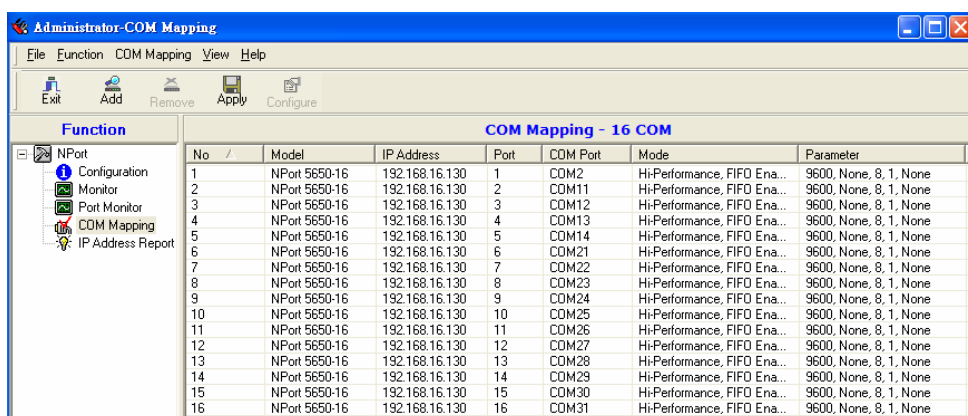 Administrator-COM Mapping
File Function COM Mapping View Help
Exit Add Remove Apply Configure
Function
COM Mapping - 16 COM
NPort
Configuration
Monitor
Port Monitor
COM Mapping
IP Address Report
No Model IP Address Port COM Port Mode Parameter
1 NPort 5650-16 192.168.16.130 1 COM2 Hi-Performance, FIFO Ena... 9600, None, 8, 1, None
2 NPort 5650-16 192.168.16.130 2 COM11 Hi-Performance, FIFO Ena... 9600, None, 8, 1, None
3 NPort 5650-16 192.168.16.130 3 COM12 Hi-Performance, FIFO Ena... 9600, None, 8, 1, None
4 NPort 5650-16 192.168.16.130 4 COM13 Hi-Performance, FIFO Ena... 9600, None, 8, 1, None
5 NPort 5650-16 192.168.16.130 5 COM14 Hi-Performance, FIFO Ena... 9600, None, 8, 1, None
6 NPort 5650-16 192.168.16.130 6 COM21 Hi-Performance, FIFO Ena... 9600, None, 8, 1, None
7 NPort 5650-16 192.168.16.130 7 COM22 Hi-Performance, FIFO Ena... 9600, None, 8, 1, None
8 NPort 5650-16 192.168.16.130 8 COM23 Hi-Performance, FIFO Ena... 9600, None, 8, 1, None
9 NPort 5650-16 192.168.16.130 9 COM24 Hi-Performance, FIFO Ena... 9600, None, 8, 1, None
10 NPort 5650-16 192.168.16.130 10 COM25 Hi-Performance, FIFO Ena... 9600, None, 8, 1, None
11 NPort 5650-16 192.168.16.130 11 COM26 Hi-Performance, FIFO Ena... 9600, None, 8, 1, None
12 NPort 5650-16 192.168.16.130 12 COM27 Hi-Performance, FIFO Ena... 9600, None, 8, 1, None
13 NPort 5650-16 192.168.16.130 13 COM28 Hi-Performance, FIFO Ena... 9600, None, 8, 1, None
14 NPort 5650-16 192.168.16.130 14 COM29 Hi-Performance, FIFO Ena... 9600, None, 8, 1, None
15 NPort 5650-16 192.168.16.130 15 COM30 Hi-Performance, FIFO Ena... 9600, None, 8, 1, None
16 NPort 5650-16 192.168.16.130 16 COM31 Hi-Performance, FIFO Ena... 9600, None, 8, 1, None